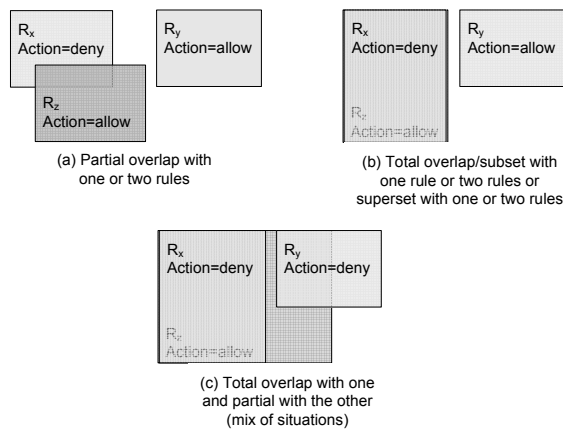 Rx
Action=deny
Ry
Action=allow
Rz
Action=allow
(a) Partial overlap with
one or two rules
Rx
Action=deny
Ry
Action=allow
Rz
Action=allow
(b) Total overlap/subset with
one rule or two rules or
superset with one or two rules
Rx
Action=deny
Ry
Action=deny
Rz
Action=allow
(c) Total overlap with one
and partial with the other
(mix of situations)